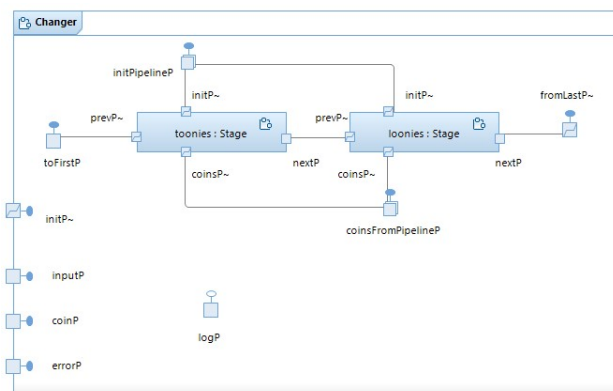 Changer
initPipelineP
initP~
initP~
fromLastP~
prevP~
toonies : Stage
prevP~
loonies : Stage
toFirstP
nextP
nextP
coinsP~
coinsP~
initP~
coinsFromPipelineP
inputP
coinP
logP
errorP